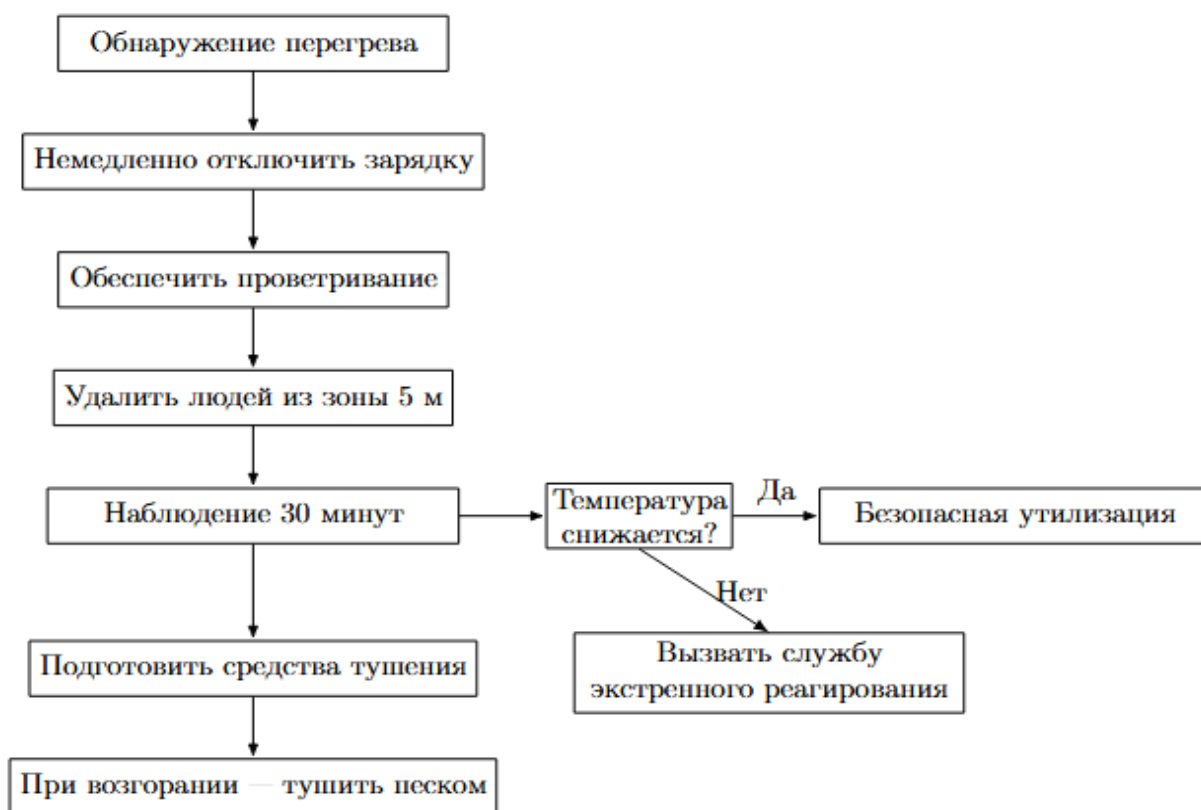 Обнаружение перегрева
Немедленно отключить зарядку
Обеспечить проветривание
Удалить людей из зоны 5 м
Наблюдение 30 минут
Температура
снижается?
Да
Безопасная утилизация
Нет
Вызвать службу
экстренного реагирования
Подготовить средства тушения
При возгорании — тушить песком